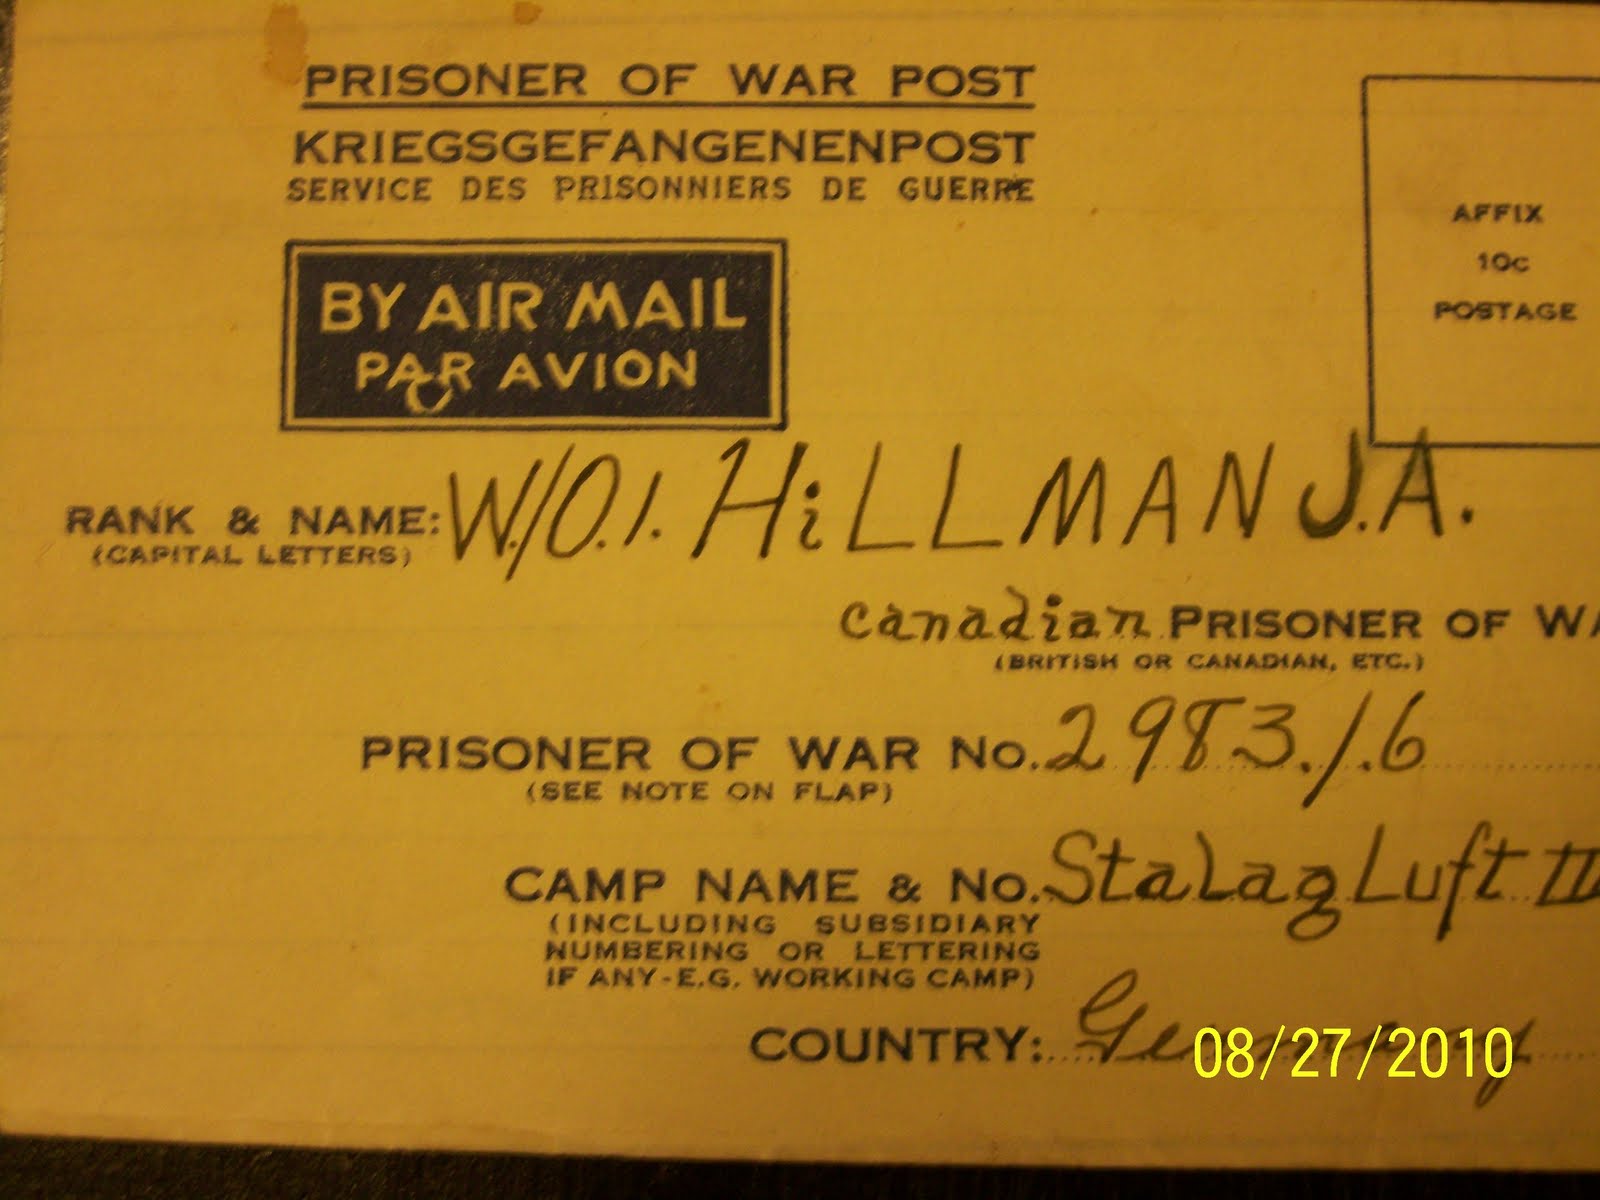 PRISONER OF WAR POST
KRIEGSGEFANGENENPOST
SERVICE DES PRISONNIERS DE GUERRE
BY AIR MAIL
PAR AVION
AFFIX
10c
POSTAGE
RANK & NAME: W./O.1. HiLLMAN J.A.
(CAPITAL LETTERS)
Canadian PRISONER OF WA
(BRITISH OR CANADIAN, ETC.)
PRISONER OF WAR No. 2983./.6
(SEE NOTE ON FLAP)
CAMP NAME & No. StaLag Luft III
(INCLUDING SUBSIDIARY
NUMBERING OR LETTERING
IF ANY-E.G. WORKING CAMP)
COUNTRY: Germany
08/27/2010